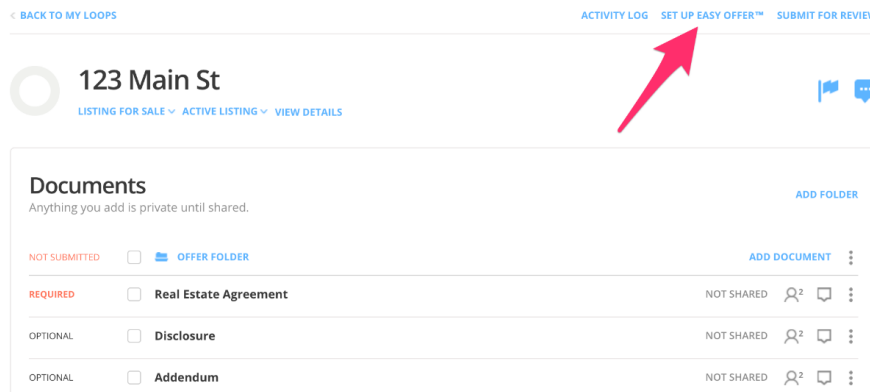 < BACK TO MY LOOPS ACTIVITY LOG SET UP EASY OFFER™ SUBMIT FOR REVIEW
123 Main St
LISTING FOR SALE ACTIVE LISTING VIEW DETAILS
Documents
ADD FOLDER
Anything you add is private until shared.
NOT SUBMITTED OFFER FOLDER ADD DOCUMENT
REQUIRED Real Estate Agreement NOT SHARED 2
OPTIONAL Disclosure NOT SHARED 2
OPTIONAL Addendum NOT SHARED 2